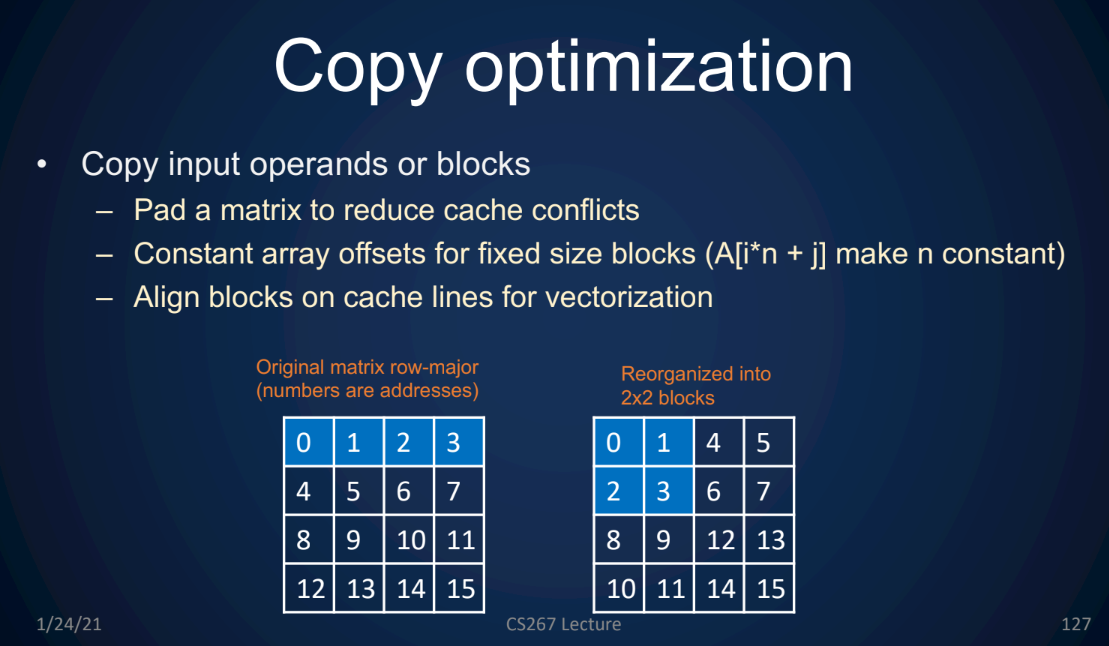 Copy optimization
• Copy input operands or blocks
– Pad a matrix to reduce cache conflicts
– Constant array offsets for fixed size blocks (A[i*n + j] make n constant)
– Align blocks on cache lines for vectorization
Original matrix row-major
(numbers are addresses)
0 1 2 3
4 5 6 7
8 9 10 11
12 13 14 15
Reorganized into
2x2 blocks
0 1 4 5
2 3 6 7
8 9 12 13
10 11 14 15
1/24/21
CS267 Lecture
127